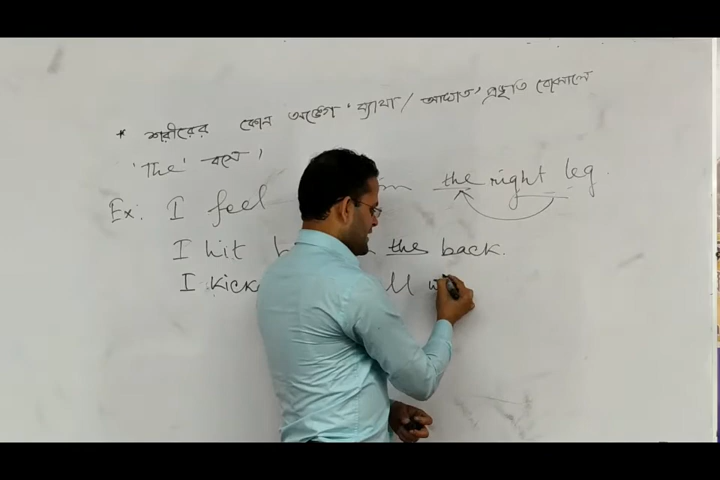 * শরীরের কোন অঙ্গে 'ব্যাথা / আঘাত' প্রভৃতি বোঝালে
'The' বসে।
Ex: I feel the right leg.
I hit the back.
I kick